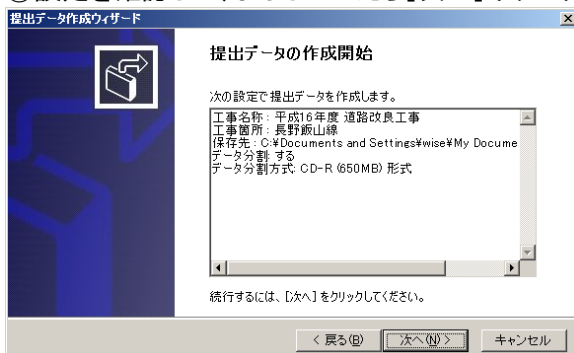 提出データ作成ウィザード
提出データの作成開始
次の設定で提出データを作成します。
工事名称 : 平成16年度 道路改良工事
工事箇所 : 長野飯山線
保存先 : C:¥Documents and Settings¥wise¥My Docume
データ分割: する
データ分割方式: CD-R (650MB) 形式
続行するには、[次へ] をクリックしてください。
< 戻る(B) 次へ(N) > キャンセル